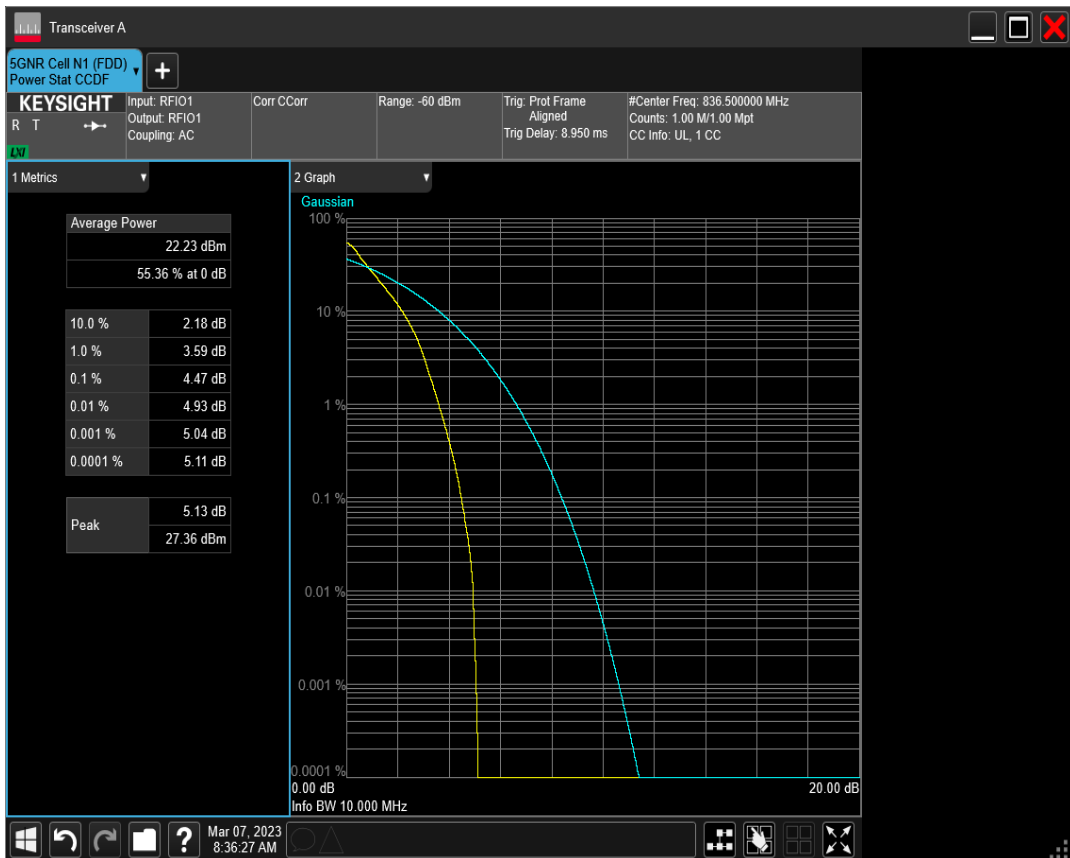 Transceiver A
5GNR Cell N1 (FDD)
Power Stat CCDF
+
KEYSIGHT
R T
LXI
Input: RFIO1
Output: RFIO1
Coupling: AC
Corr CCorr
Range: -60 dBm
Trig: Prot Frame
Aligned
Trig Delay: 8.950 ms
#Center Freq: 836.500000 MHz
Counts: 1.00 M/1.00 Mpt
CC Info: UL, 1 CC
1 Metrics
Average Power
22.23 dBm
55.36 % at 0 dB
10.0 % 2.18 dB
1.0 % 3.59 dB
0.1 % 4.47 dB
0.01 % 4.93 dB
0.001 % 5.04 dB
0.0001 % 5.11 dB
Peak
5.13 dB
27.36 dBm
2 Graph
Gaussian
100 %
10 %
1 %
0.1 %
0.01 %
0.001 %
0.0001 %
0.00 dB 20.00 dB
Info BW 10.000 MHz
?
Mar 07, 2023
8:36:27 AM